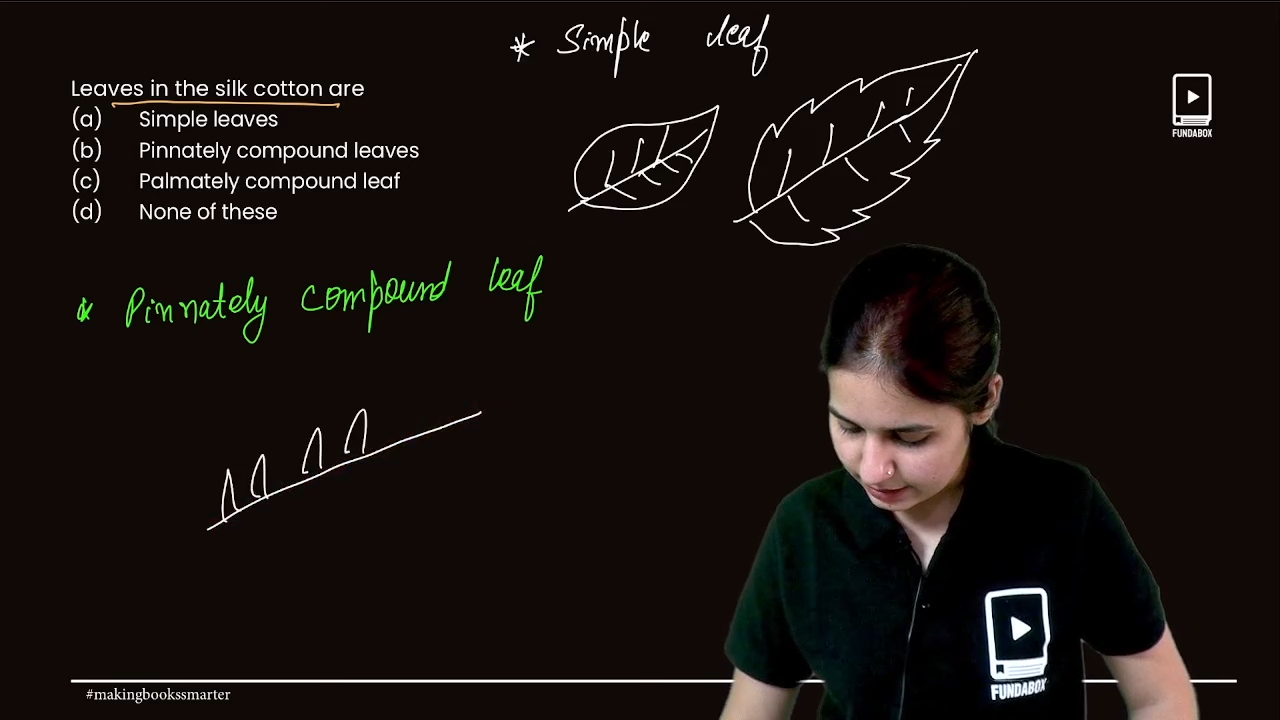 * Simple leaf
Leaves in the silk cotton are
(a) Simple leaves
(b) Pinnately compound leaves
(c) Palmately compound leaf
(d) None of these
FUNDABOX
* Pinnately compound leaf
FUNDABOX
#makingbookssmarter